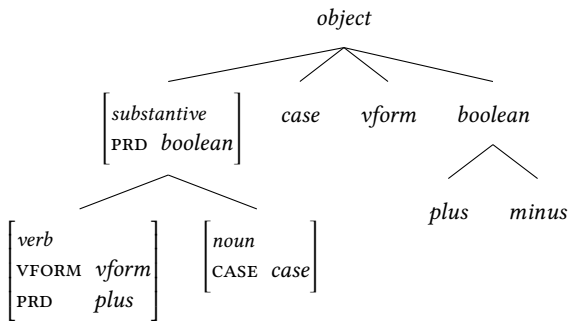 object
substantive case vform boolean
PRD boolean
plus minus
verb noun
VFORM vform CASE case
PRD plus